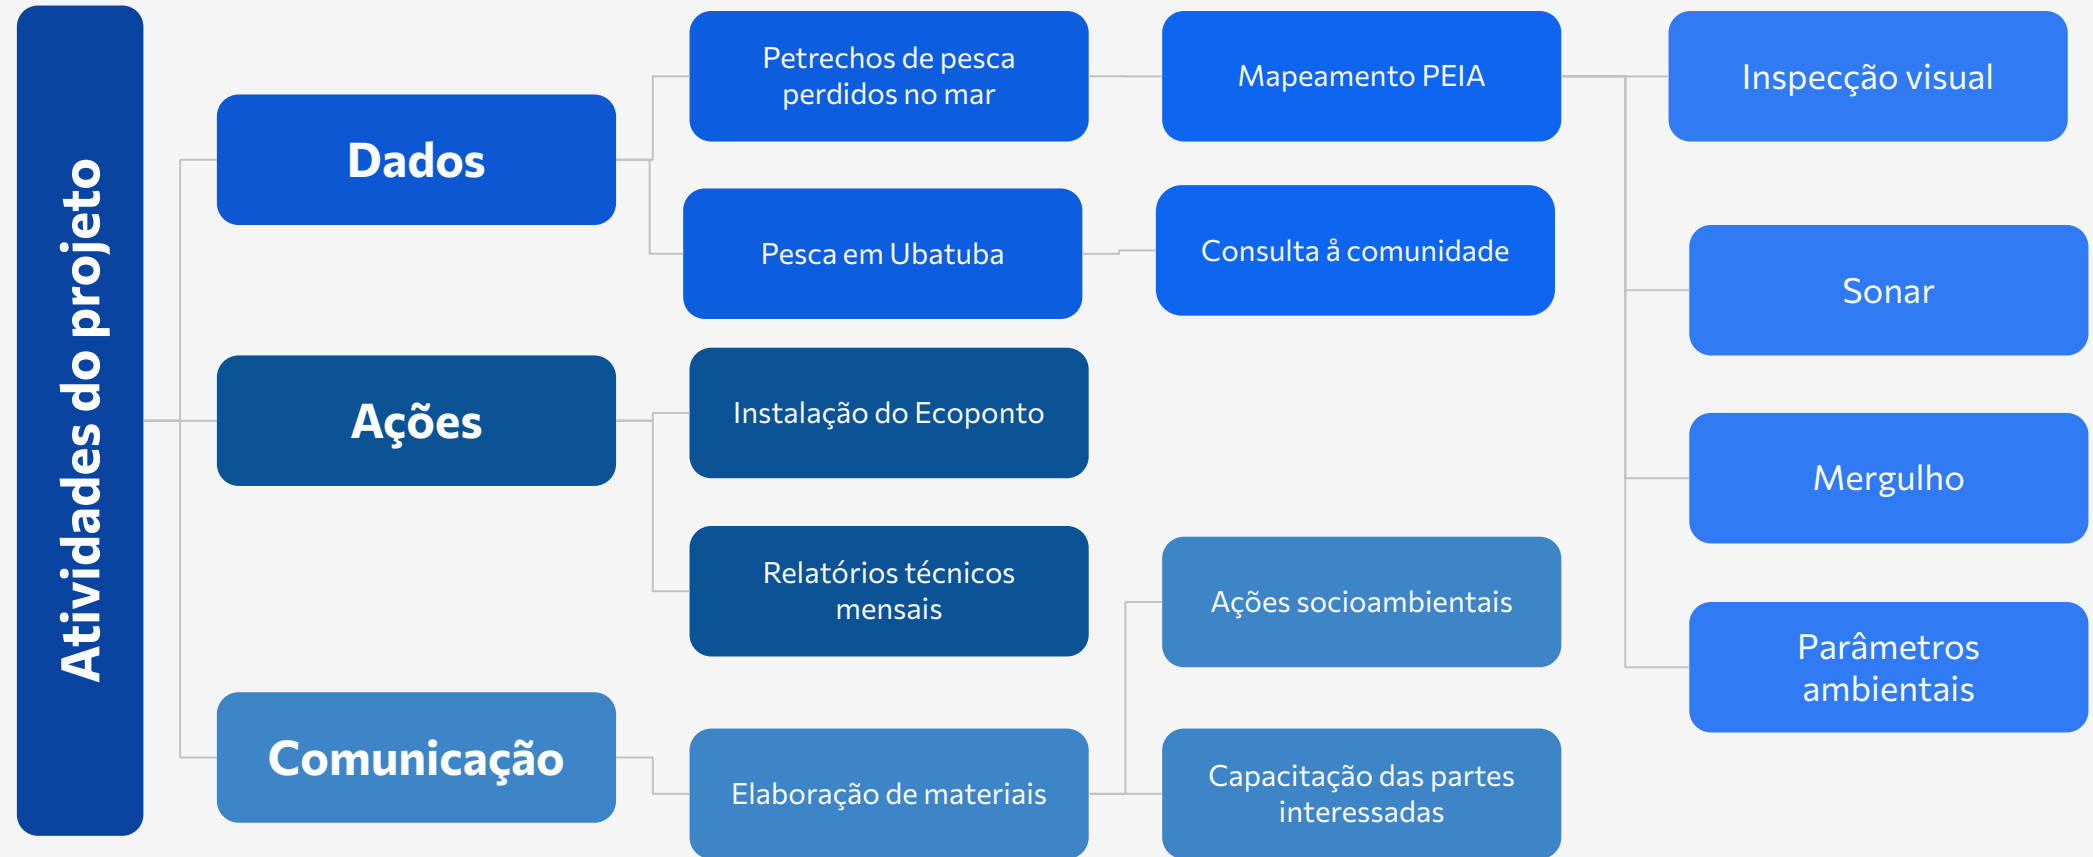 Atividades do projeto
Dados
Petrechos de pesca
perdidos no mar
Mapeamento PEIA
Inspecção visual
Pesca em Ubatuba
Consulta å comunidade
Sonar
Ações
Instalação do Ecoponto
Mergulho
Relatórios técnicos
mensais
Ações socioambientais
Parâmetros
ambientais
Comunicação
Elaboração de materiais
Capacitação das partes
interessadas